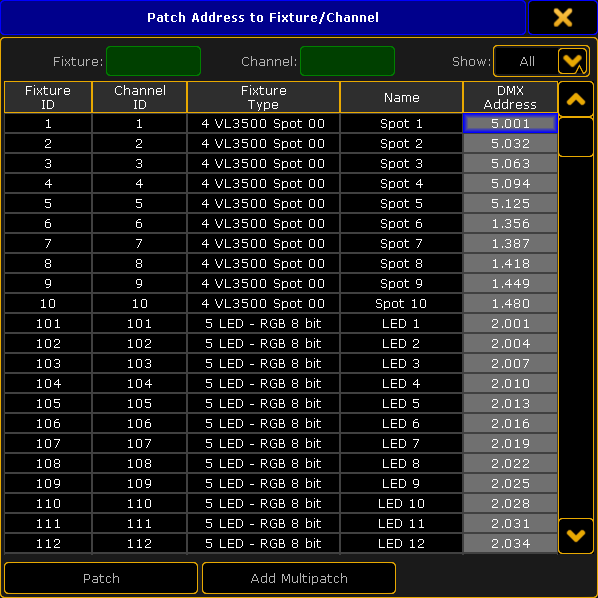 Patch Address to Fixture/Channel
Fixture: Channel: Show: All
Fixture ID Channel ID Fixture Type Name DMX Address
1 1 4 VL3500 Spot 00 Spot 1 5.001
2 2 4 VL3500 Spot 00 Spot 2 5.032
3 3 4 VL3500 Spot 00 Spot 3 5.063
4 4 4 VL3500 Spot 00 Spot 4 5.094
5 5 4 VL3500 Spot 00 Spot 5 5.125
6 6 4 VL3500 Spot 00 Spot 6 1.356
7 7 4 VL3500 Spot 00 Spot 7 1.387
8 8 4 VL3500 Spot 00 Spot 8 1.418
9 9 4 VL3500 Spot 00 Spot 9 1.449
10 10 4 VL3500 Spot 00 Spot 10 1.480
101 101 5 LED - RGB 8 bit LED 1 2.001
102 102 5 LED - RGB 8 bit LED 2 2.004
103 103 5 LED - RGB 8 bit LED 3 2.007
104 104 5 LED - RGB 8 bit LED 4 2.010
105 105 5 LED - RGB 8 bit LED 5 2.013
106 106 5 LED - RGB 8 bit LED 6 2.016
107 107 5 LED - RGB 8 bit LED 7 2.019
108 108 5 LED - RGB 8 bit LED 8 2.022
109 109 5 LED - RGB 8 bit LED 9 2.025
110 110 5 LED - RGB 8 bit LED 10 2.028
111 111 5 LED - RGB 8 bit LED 11 2.031
112 112 5 LED - RGB 8 bit LED 12 2.034
Patch Add Multipatch